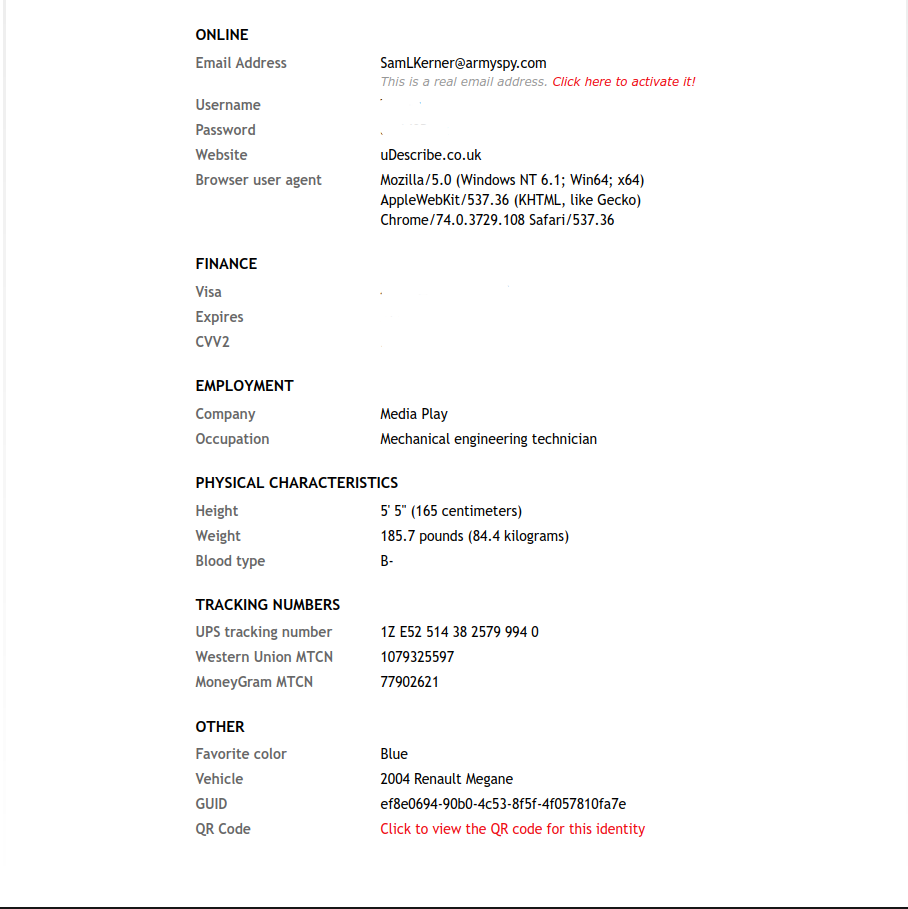 ONLINE
Email Address SamLKerner@armyspy.com
This is a real email address. Click here to activate it!
Username
Password
Website uDescribe.co.uk
Browser user agent Mozilla/5.0 (Windows NT 6.1; Win64; x64)
AppleWebKit/537.36 (KHTML, like Gecko)
Chrome/74.0.3729.108 Safari/537.36
FINANCE
Visa
Expires
CVV2
EMPLOYMENT
Company Media Play
Occupation Mechanical engineering technician
PHYSICAL CHARACTERISTICS
Height 5' 5" (165 centimeters)
Weight 185.7 pounds (84.4 kilograms)
Blood type B-
TRACKING NUMBERS
UPS tracking number 1Z E52 514 38 2579 994 0
Western Union MTCN 1079325597
MoneyGram MTCN 77902621
OTHER
Favorite color Blue
Vehicle 2004 Renault Megane
GUID ef8e0694-90b0-4c53-8f5f-4f057810fa7e
QR Code Click to view the QR code for this identity